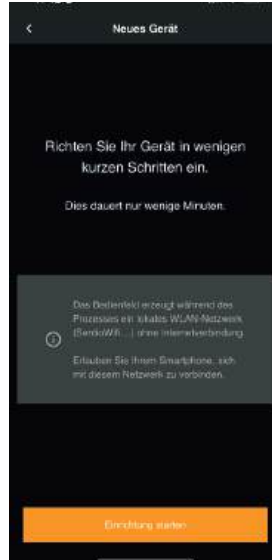 Neues Gerät
Richten Sie Ihr Gerät in wenigen
kurzen Schritten ein.
Dies dauert nur wenige Minuten.
Das Bedienfeld erzeugt während des
Prozesses ein lokales WLAN-Netzwerk
ohne Internetverbindung.
Erlauben Sie Ihrem Smartphone, sich
mit diesem Netzwerk zu verbinden.
Einrichtung starten